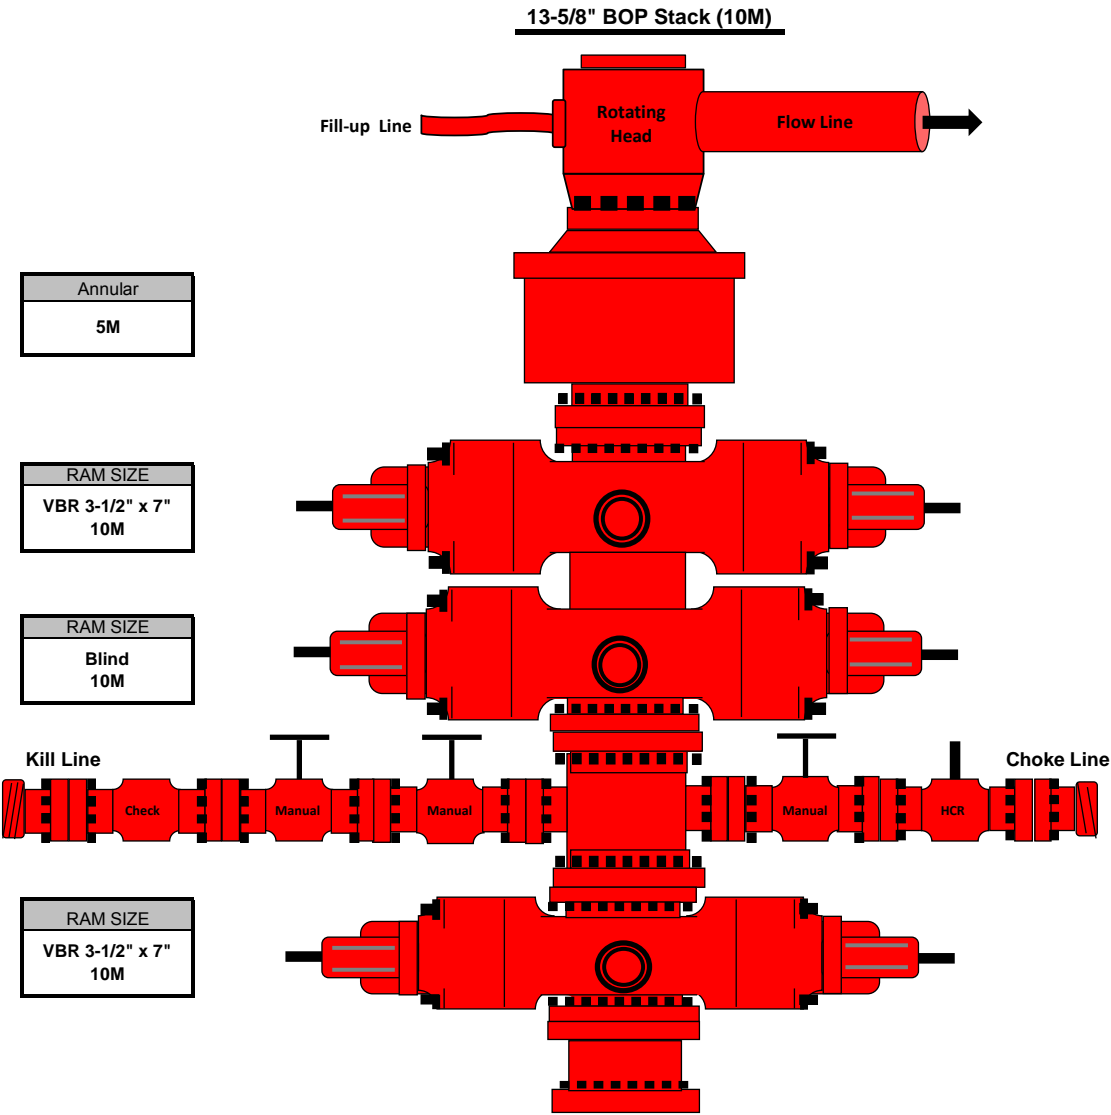 13-5/8" BOP Stack (10M)
Fill-up Line
Rotating
Head
Flow Line
Annular
5M
RAM SIZE
VBR 3-1/2" x 7"
10M
RAM SIZE
Blind
10M
Kill Line
Choke Line
Check
Manual
Manual
Manual
HCR
RAM SIZE
VBR 3-1/2" x 7"
10M